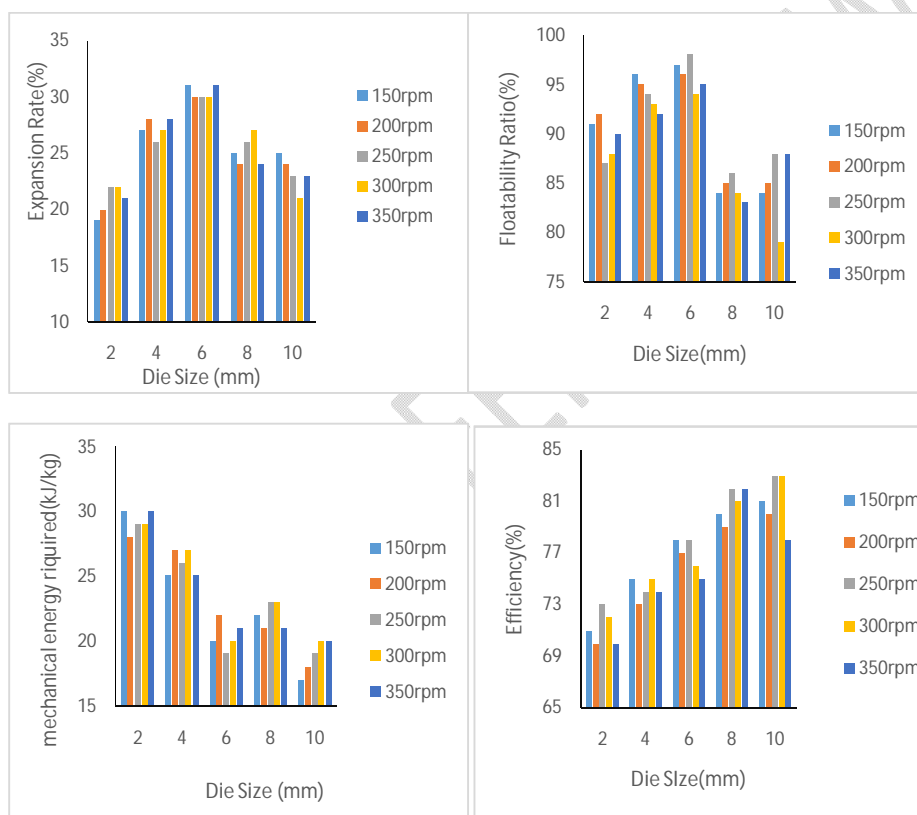 35
30
25
20
15
10
Expansion Rate(%)
2 4 6 8 10
Die Size (mm)
150rpm
200rpm
250rpm
300rpm
350rpm
100
95
90
85
80
75
Floatability Ratio(%)
2 4 6 8 10
Die Size(mm)
150rpm
200rpm
250rpm
300rpm
350rpm
35
30
25
20
15
mechanical energy riquired(kJ/kg)
2 4 6 8 10
Die Size (mm)
150rpm
200rpm
250rpm
300rpm
350rpm
85
81
77
73
69
65
Efficiency(%)
2 4 6 8 10
Die SIze(mm)
150rpm
200rpm
250rpm
300rpm
350rpm